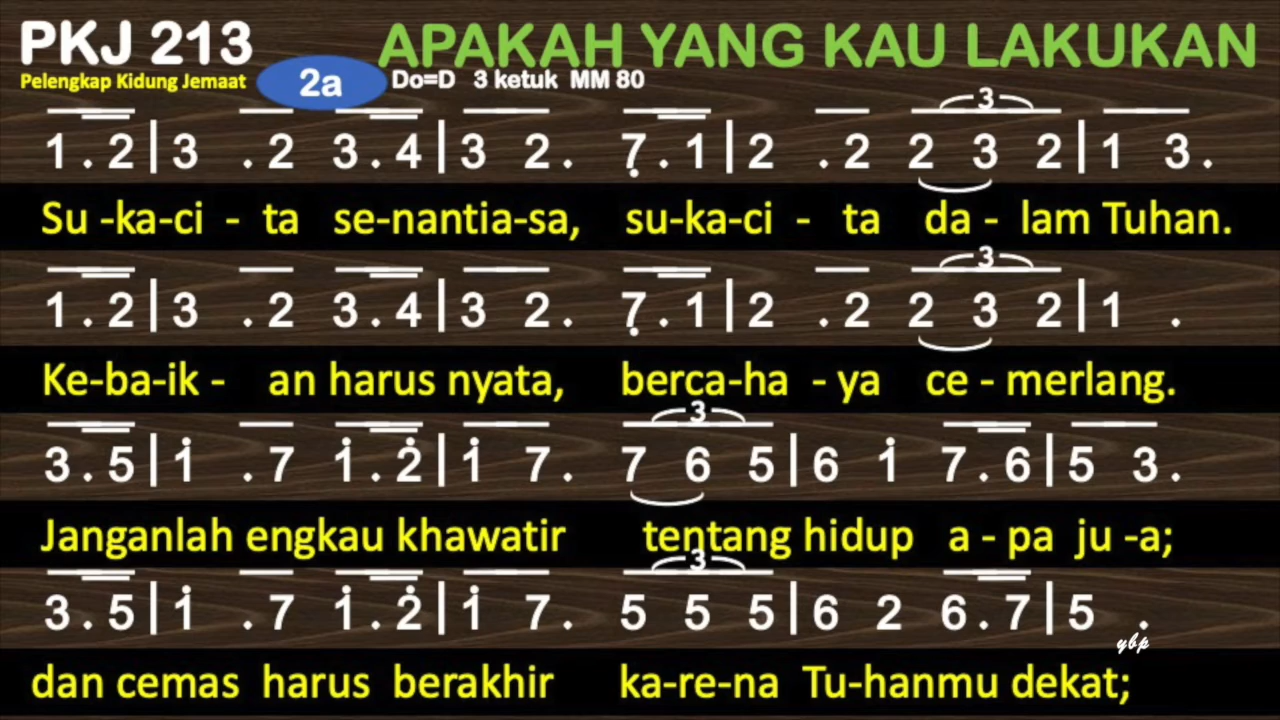 PKJ 213 APAKAH YANG KAU LAKUKAN
Pelengkap Kidung Jemaat 2a Do=D 3 ketuk MM 80
3
1 . 2 | 3 . 2 3 . 4 | 3 2 . 7 . 1 | 2 . 2 2 3 2 | 1 3 .
Su -ka-ci - ta se-nantia-sa, su-ka-ci - ta da - lam Tuhan.
3
1 . 2 | 3 . 2 3 . 4 | 3 2 . 7 . 1 | 2 . 2 2 3 2 | 1 .
Ke-ba-ik - an harus nyata, berca-ha - ya ce - merlang.
3
3 . 5 | 1 . 7 1 . 2 | 1 7 . 7 6 5 | 6 1 7 . 6 | 5 3 .
Janganlah engkau khawatir tentang hidup a - pa ju -a;
3
3 . 5 | 1 . 7 1 . 2 | 1 7 . 5 5 5 | 6 2 6 . 7 | 5 .
ybp
dan cemas harus berakhir ka-re-na Tu-hanmu dekat;